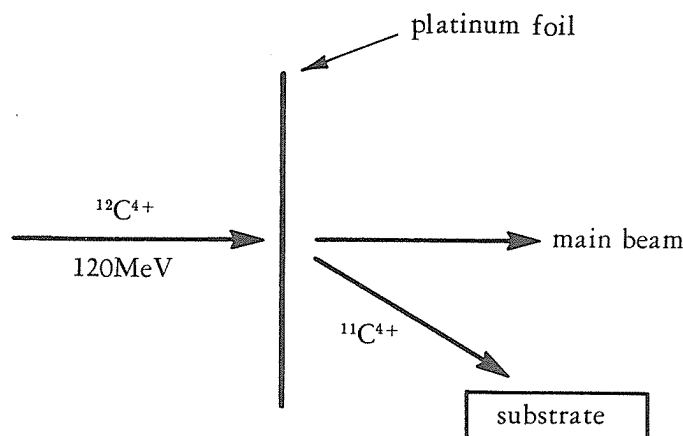 platinum foil
¹²C⁴⁺
120MeV
main beam
¹¹C⁴⁺
substrate